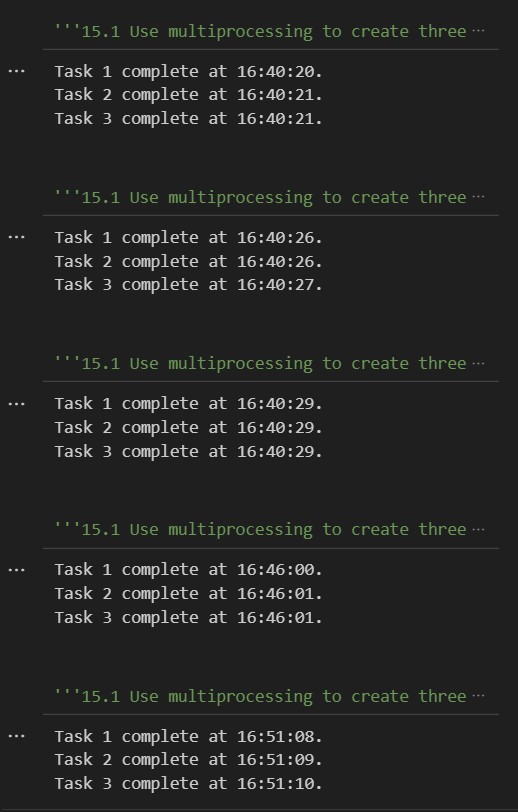 '''15.1 Use multiprocessing to create three ···
Task 1 complete at 16:40:20.
Task 2 complete at 16:40:21.
Task 3 complete at 16:40:21.
'''15.1 Use multiprocessing to create three ···
Task 1 complete at 16:40:26.
Task 2 complete at 16:40:26.
Task 3 complete at 16:40:27.
'''15.1 Use multiprocessing to create three ···
Task 1 complete at 16:40:29.
Task 2 complete at 16:40:29.
Task 3 complete at 16:40:29.
'''15.1 Use multiprocessing to create three ···
Task 1 complete at 16:46:00.
Task 2 complete at 16:46:01.
Task 3 complete at 16:46:01.
'''15.1 Use multiprocessing to create three ···
Task 1 complete at 16:51:08.
Task 2 complete at 16:51:09.
Task 3 complete at 16:51:10.